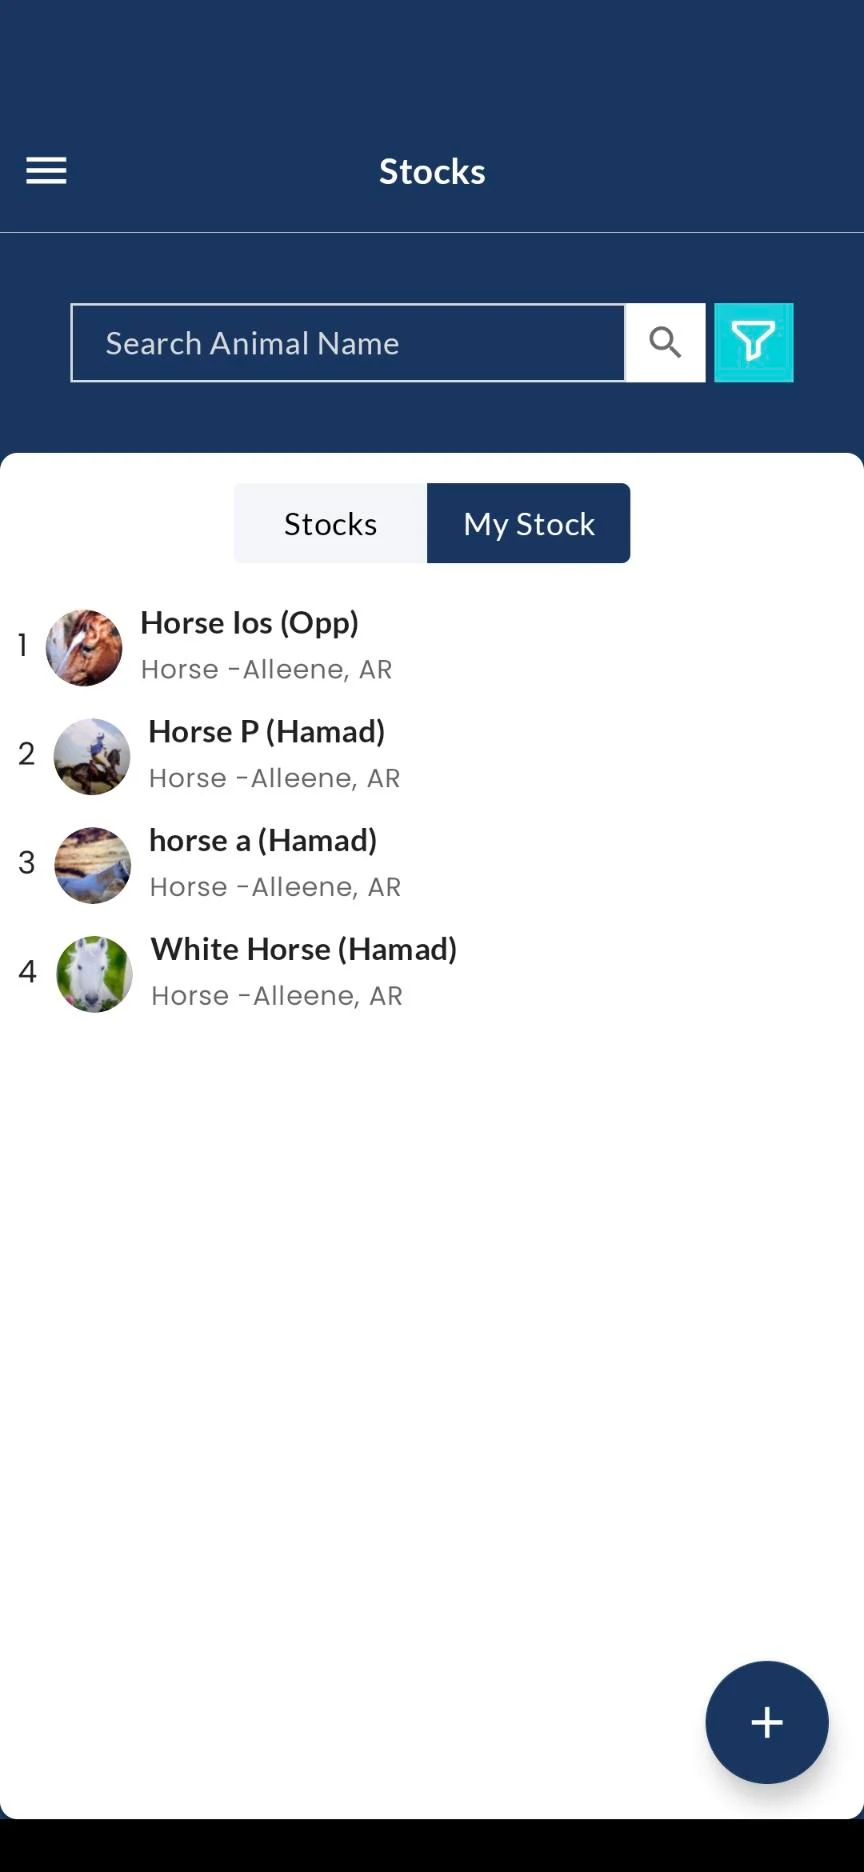 Stocks
Search Animal Name
Stocks
My Stock
1
Horse Ios (Opp)
Horse -Alleene, AR
2
Horse P (Hamad)
Horse -Alleene, AR
3
horse a (Hamad)
Horse -Alleene, AR
4
White Horse (Hamad)
Horse -Alleene, AR